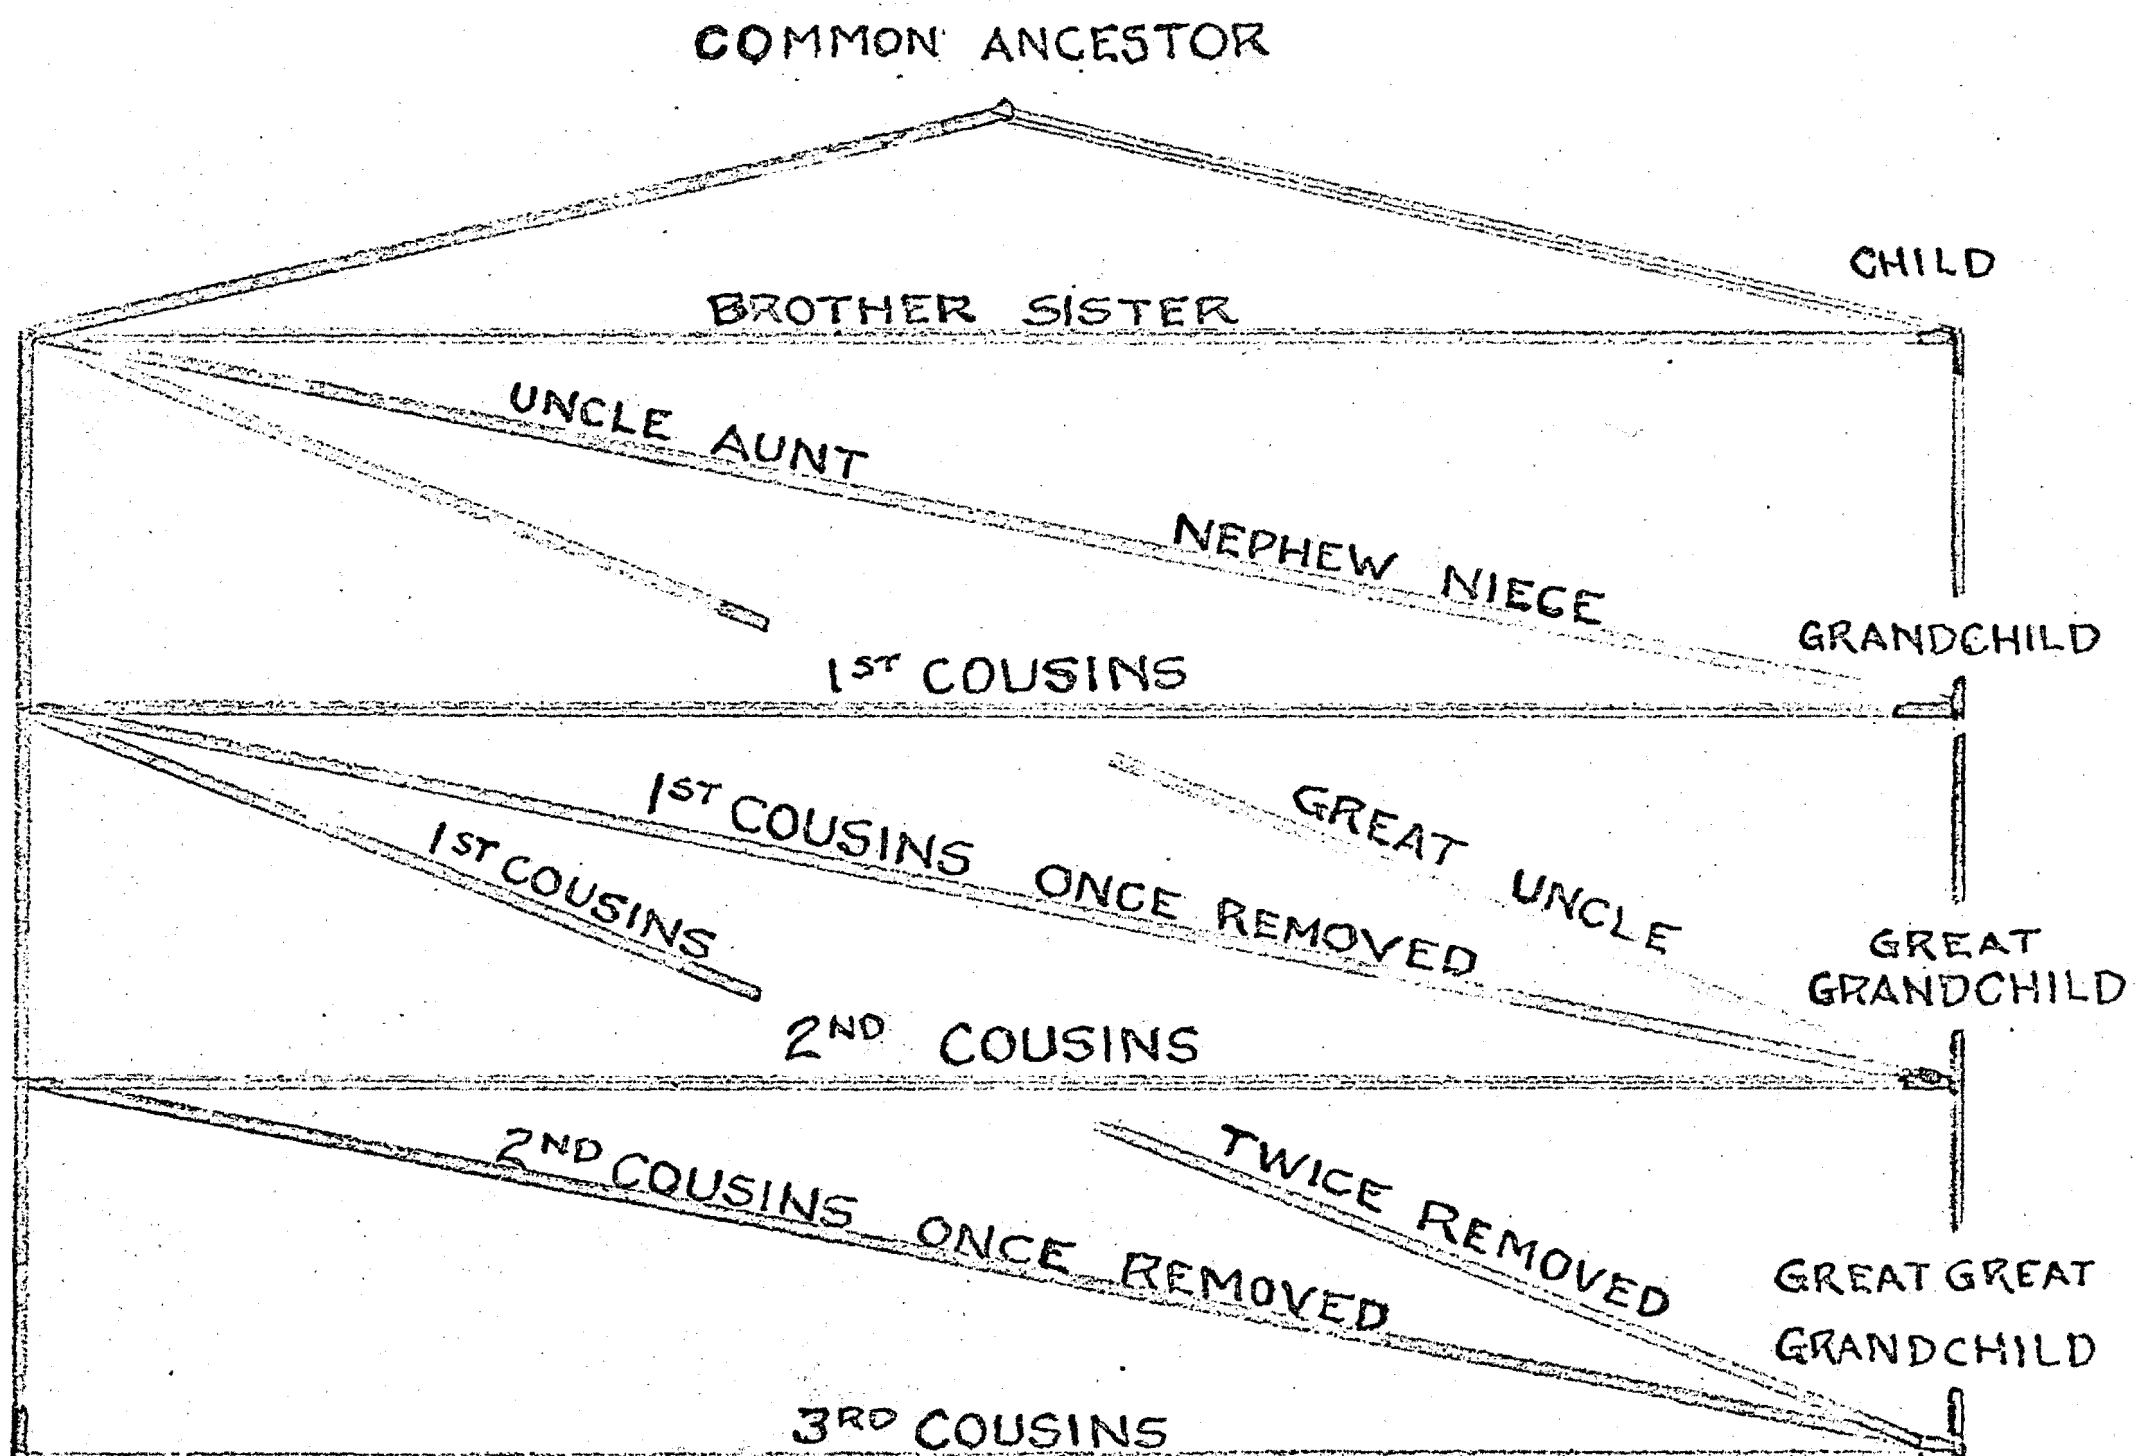 COMMON ANCESTOR
CHILD
BROTHER SISTER
UNCLE AUNT
NEPHEW NIECE
GRANDCHILD
1ST COUSINS
GREAT UNCLE
1ST COUSINS ONCE REMOVED
1ST COUSINS
GREAT
GRANDCHILD
2ND COUSINS
TWICE REMOVED
2ND COUSINS ONCE REMOVED
GREAT GREAT
GRANDCHILD
3RD COUSINS